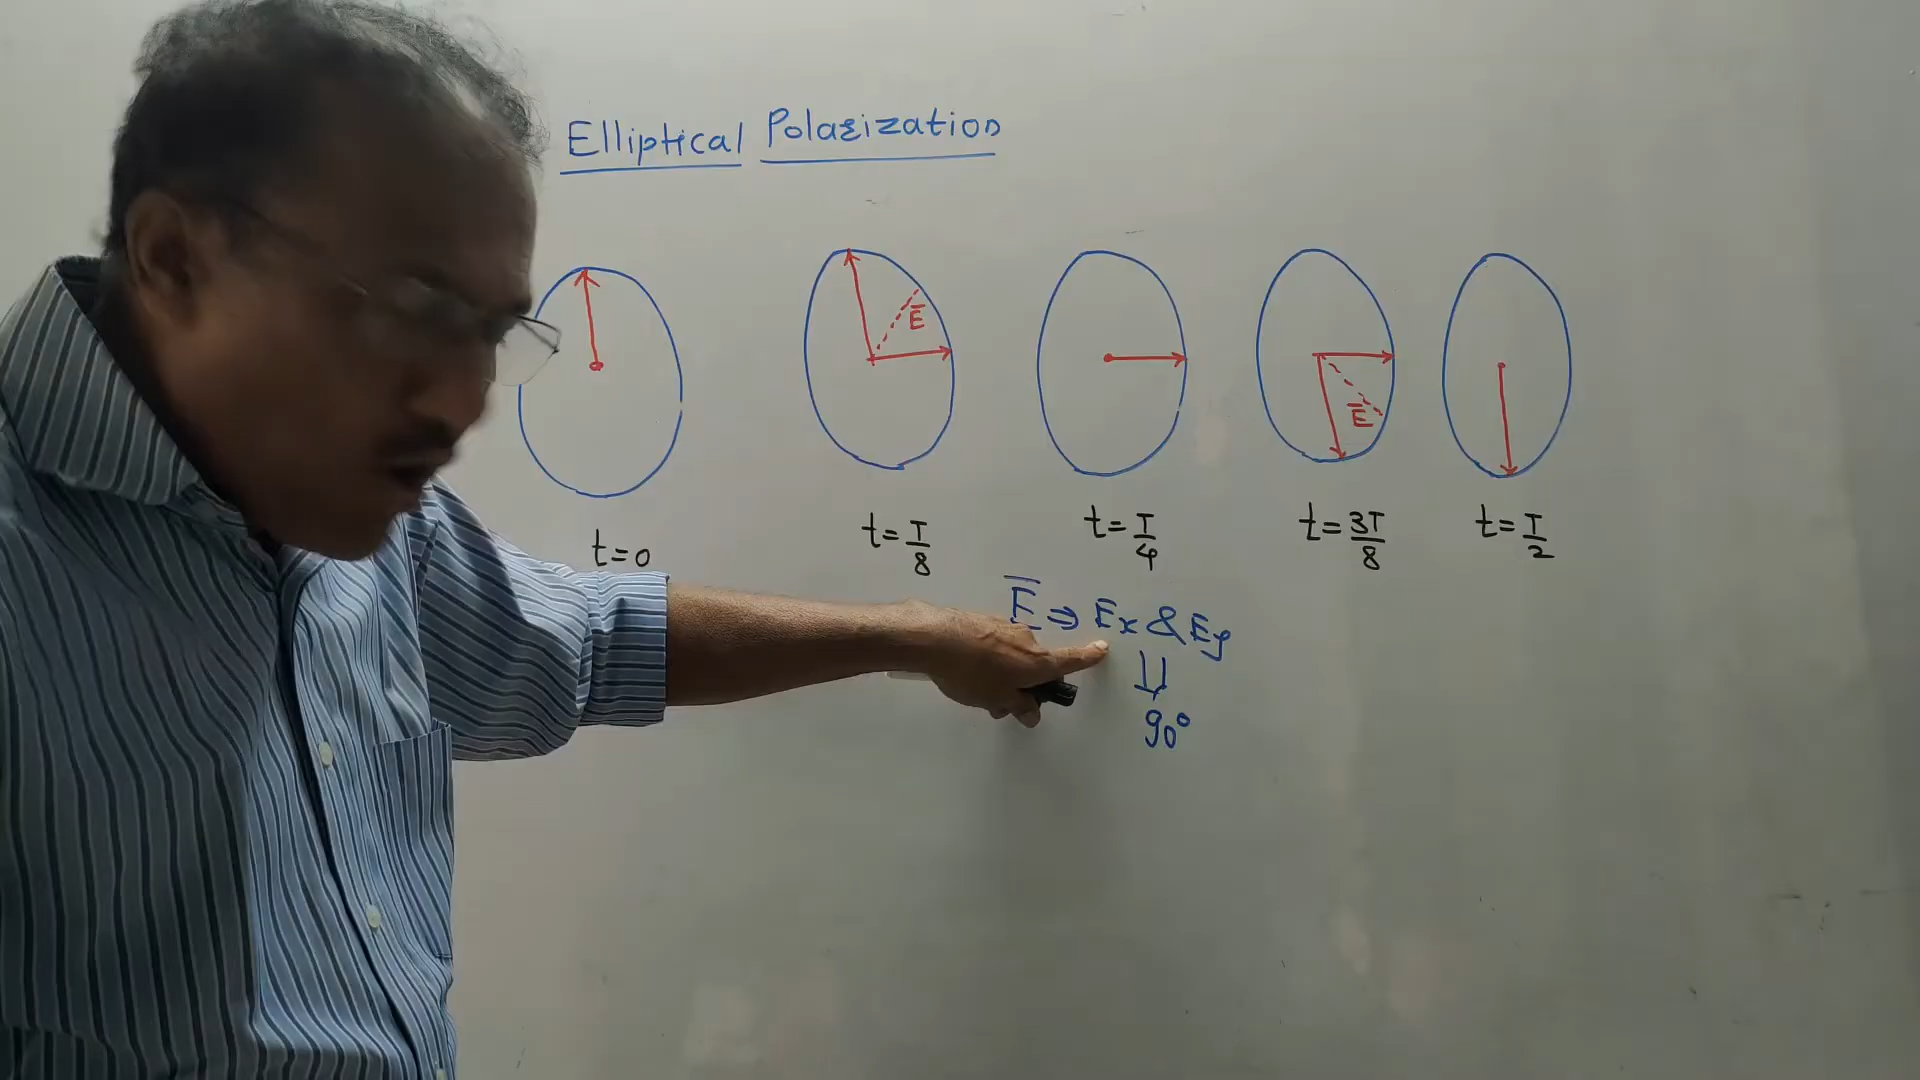 Elliptical Polarization
E̅
E̅
t=0
t=T/8
t=T/4
t=3T/8
t=T/2
E̅ ⇒ Ex & Ey
⇓
90°